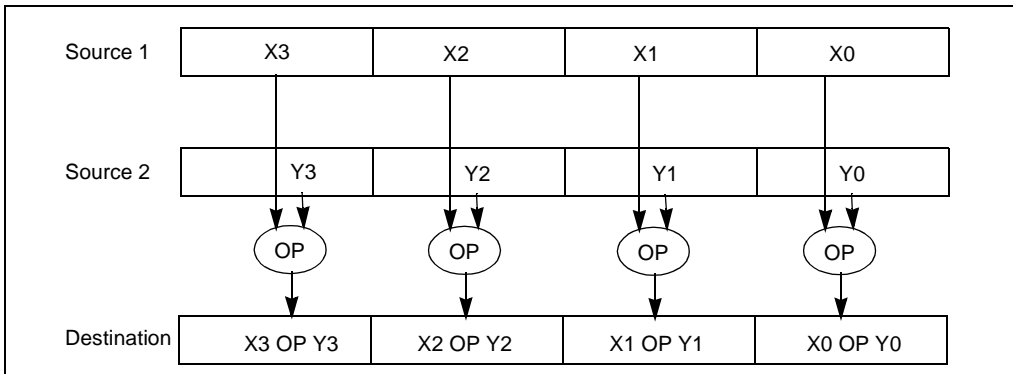 Source 1 X3 X2 X1 X0
Source 2 Y3 Y2 Y1 Y0
OP OP OP OP
Destination X3 OP Y3 X2 OP Y2 X1 OP Y1 X0 OP Y0